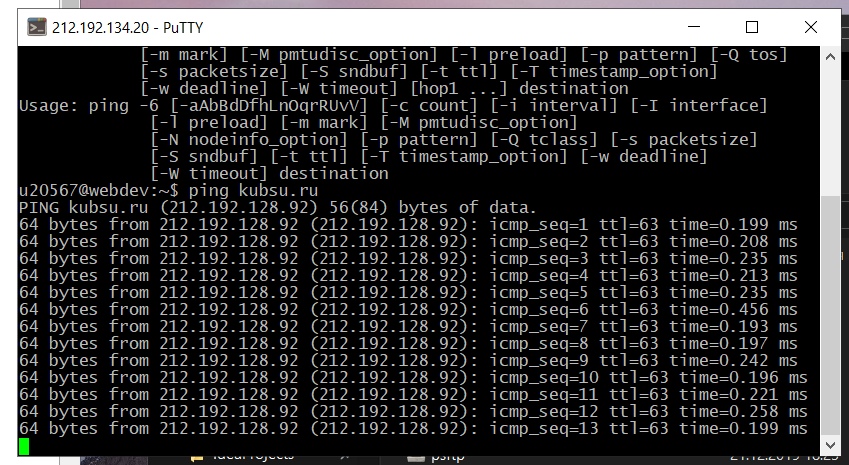 212.192.134.20 - PuTTY
[-m mark] [-M pmtudisc_option] [-l preload] [-p pattern] [-Q tos]
[-s packetsize] [-S sndbuf] [-t ttl] [-T timestamp_option]
[-w deadline] [-W timeout] [hop1 ...] destination
Usage: ping -6 [-aAbBdDfhLnOqrRUvV] [-c count] [-i interval] [-I interface]
[-l preload] [-m mark] [-M pmtudisc_option]
[-N nodeinfo_option] [-p pattern] [-Q tclass] [-s packetsize]
[-S sndbuf] [-t ttl] [-T timestamp_option] [-w deadline]
[-W timeout] destination
u20567@webdev:~$ ping kubsu.ru
PING kubsu.ru (212.192.128.92) 56(84) bytes of data.
64 bytes from 212.192.128.92 (212.192.128.92): icmp_seq=1 ttl=63 time=0.199 ms
64 bytes from 212.192.128.92 (212.192.128.92): icmp_seq=2 ttl=63 time=0.208 ms
64 bytes from 212.192.128.92 (212.192.128.92): icmp_seq=3 ttl=63 time=0.235 ms
64 bytes from 212.192.128.92 (212.192.128.92): icmp_seq=4 ttl=63 time=0.213 ms
64 bytes from 212.192.128.92 (212.192.128.92): icmp_seq=5 ttl=63 time=0.235 ms
64 bytes from 212.192.128.92 (212.192.128.92): icmp_seq=6 ttl=63 time=0.456 ms
64 bytes from 212.192.128.92 (212.192.128.92): icmp_seq=7 ttl=63 time=0.193 ms
64 bytes from 212.192.128.92 (212.192.128.92): icmp_seq=8 ttl=63 time=0.197 ms
64 bytes from 212.192.128.92 (212.192.128.92): icmp_seq=9 ttl=63 time=0.242 ms
64 bytes from 212.192.128.92 (212.192.128.92): icmp_seq=10 ttl=63 time=0.196 ms
64 bytes from 212.192.128.92 (212.192.128.92): icmp_seq=11 ttl=63 time=0.221 ms
64 bytes from 212.192.128.92 (212.192.128.92): icmp_seq=12 ttl=63 time=0.258 ms
64 bytes from 212.192.128.92 (212.192.128.92): icmp_seq=13 ttl=63 time=0.199 ms